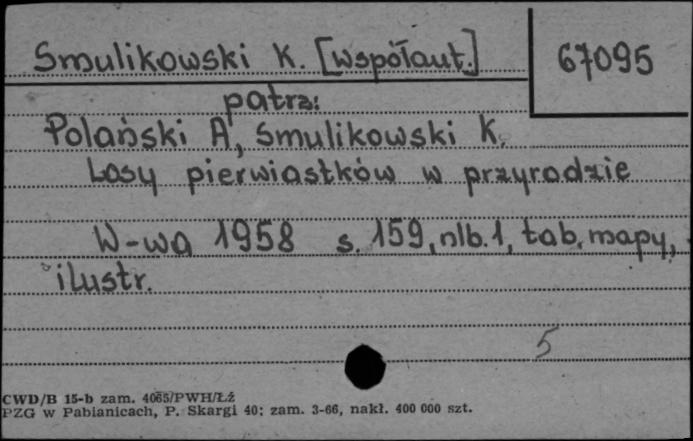 Smulikowski K. [współaut.]
67095
patrz:
Polański A, Smulikowski K.
Losy pierwiastków w przyrodzie
W-wa 1958 s. 159, nlb. 1, tab, mapy,
ilustr.
5
CWD/B 15-b zam. 4065/PWH/Łź
PZG w Pabianicach, P. Skargi 40; zam. 3-66, nakł. 400 000 szt.